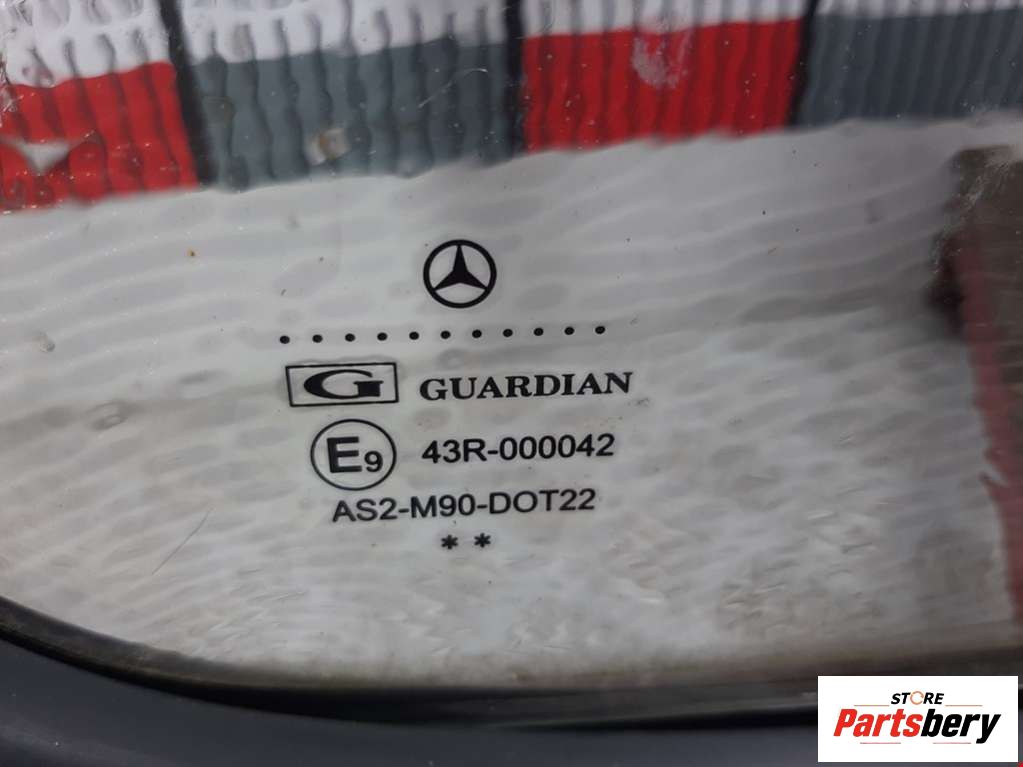 ...........
G GUARDIAN
E9 43R-000042
AS2-M90-DOT22
**
STORE
Partsbery